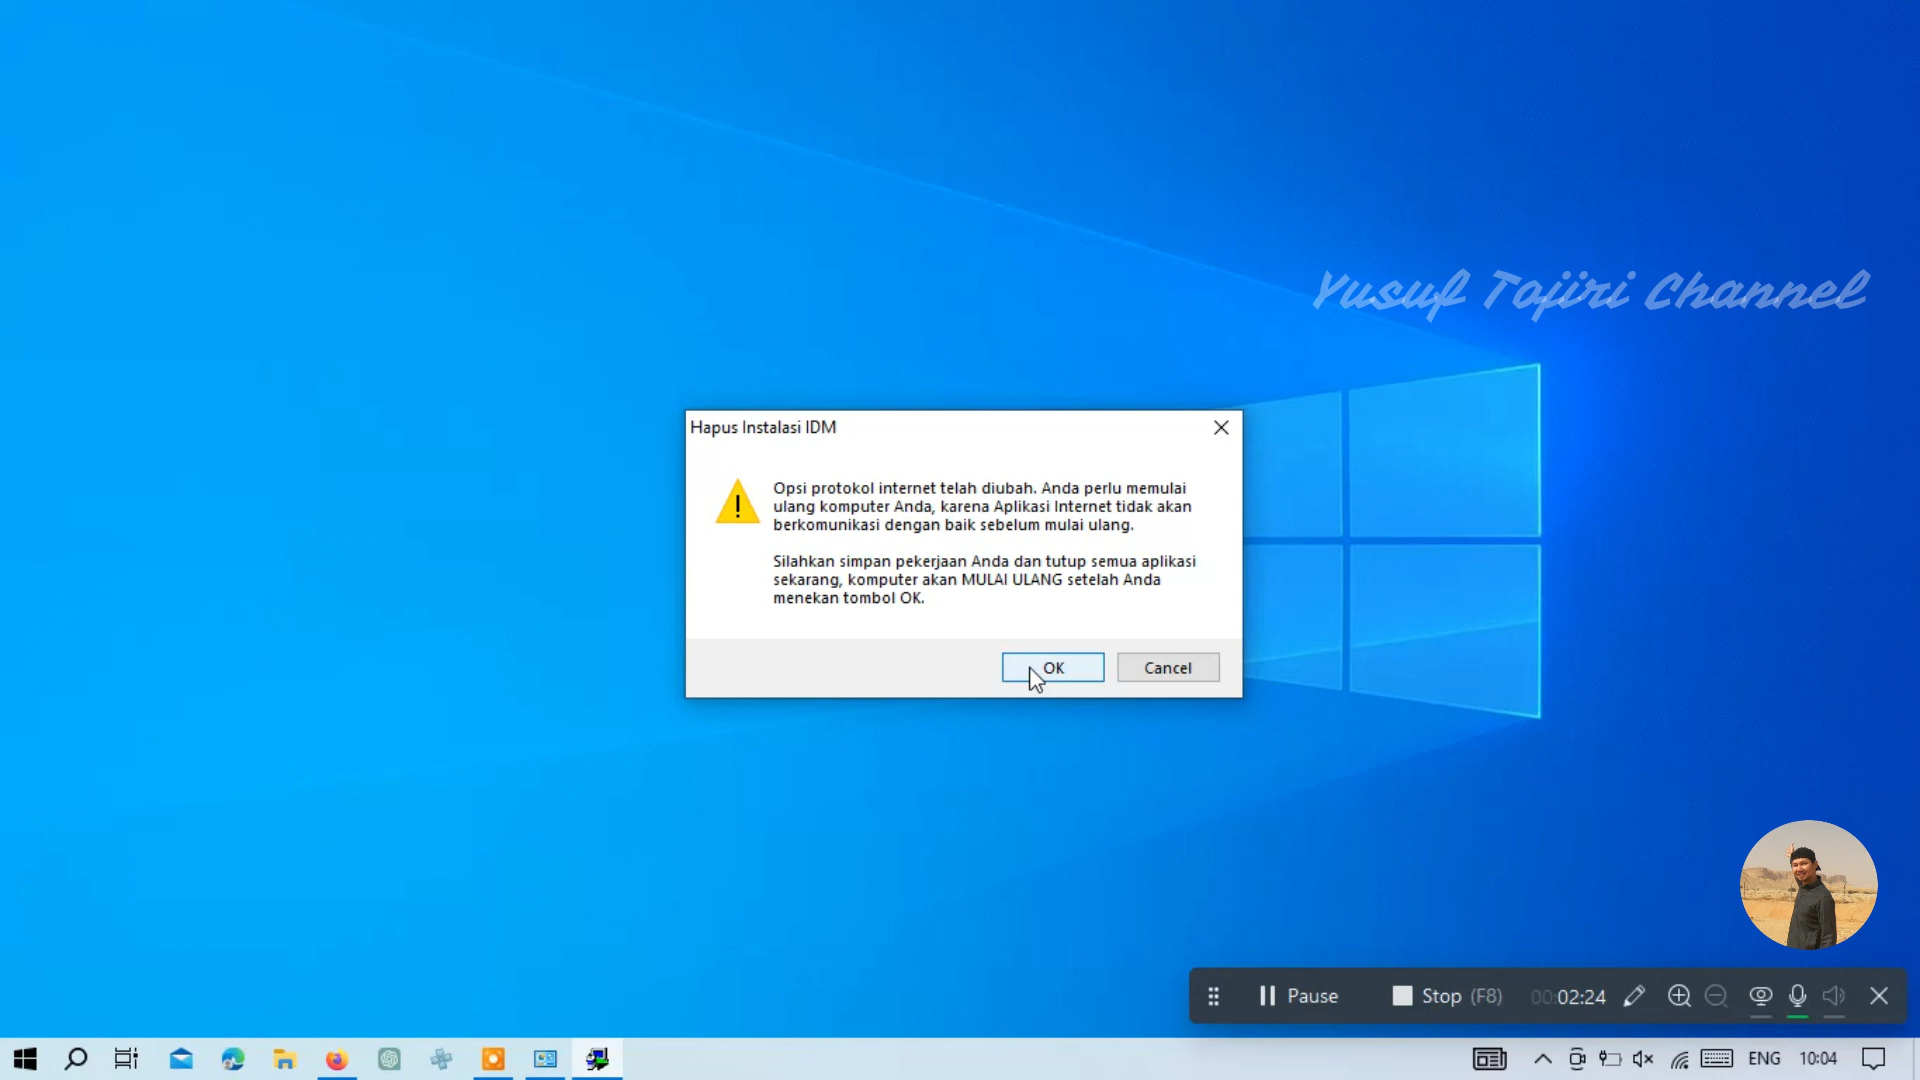 Yusuf Tajiri Channel
Hapus Instalasi IDM
Opsi protokol internet telah diubah. Anda perlu memulai
ulang komputer Anda, karena Aplikasi Internet tidak akan
berkomunikasi dengan baik sebelum mulai ulang.
Silahkan simpan pekerjaan Anda dan tutup semua aplikasi
sekarang, komputer akan MULAI ULANG setelah Anda
menekan tombol OK.
OK
Cancel
Pause
Stop (F8)
00:02:24
ENG
10:04